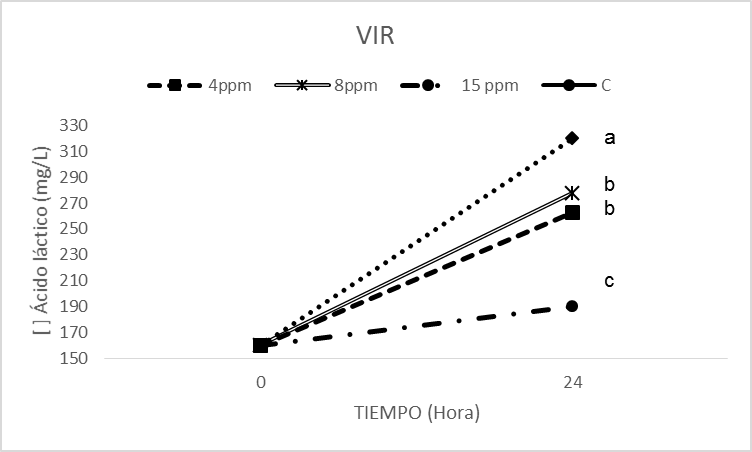 VIR
4ppm 8ppm 15 ppm C
330
310
290
270
250
230
210
190
170
150
[ ] Ácido láctico (mg/L)
a
b
b
c
0 24
TIEMPO (Hora)